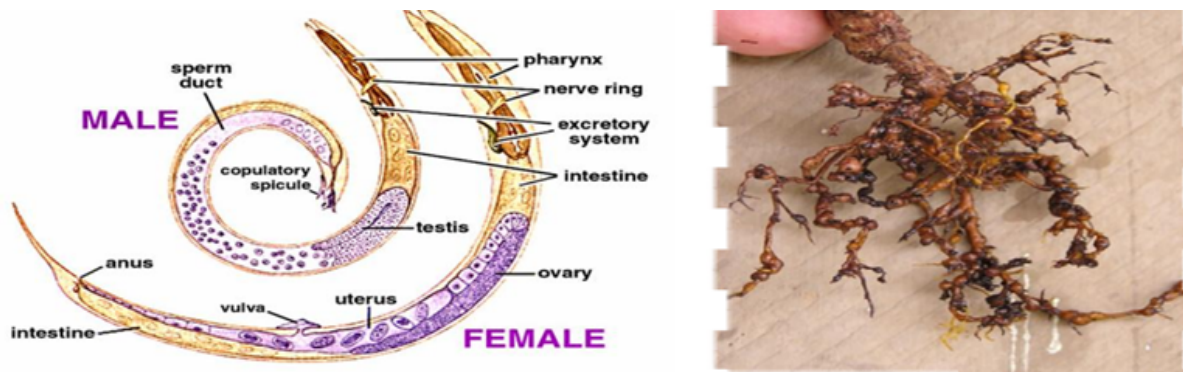 pharynx
sperm
duct
nerve ring
MALE
excretory
system
copulatory
spicule
intestine
testis
anus
ovary
vulva
uterus
intestine
FEMALE